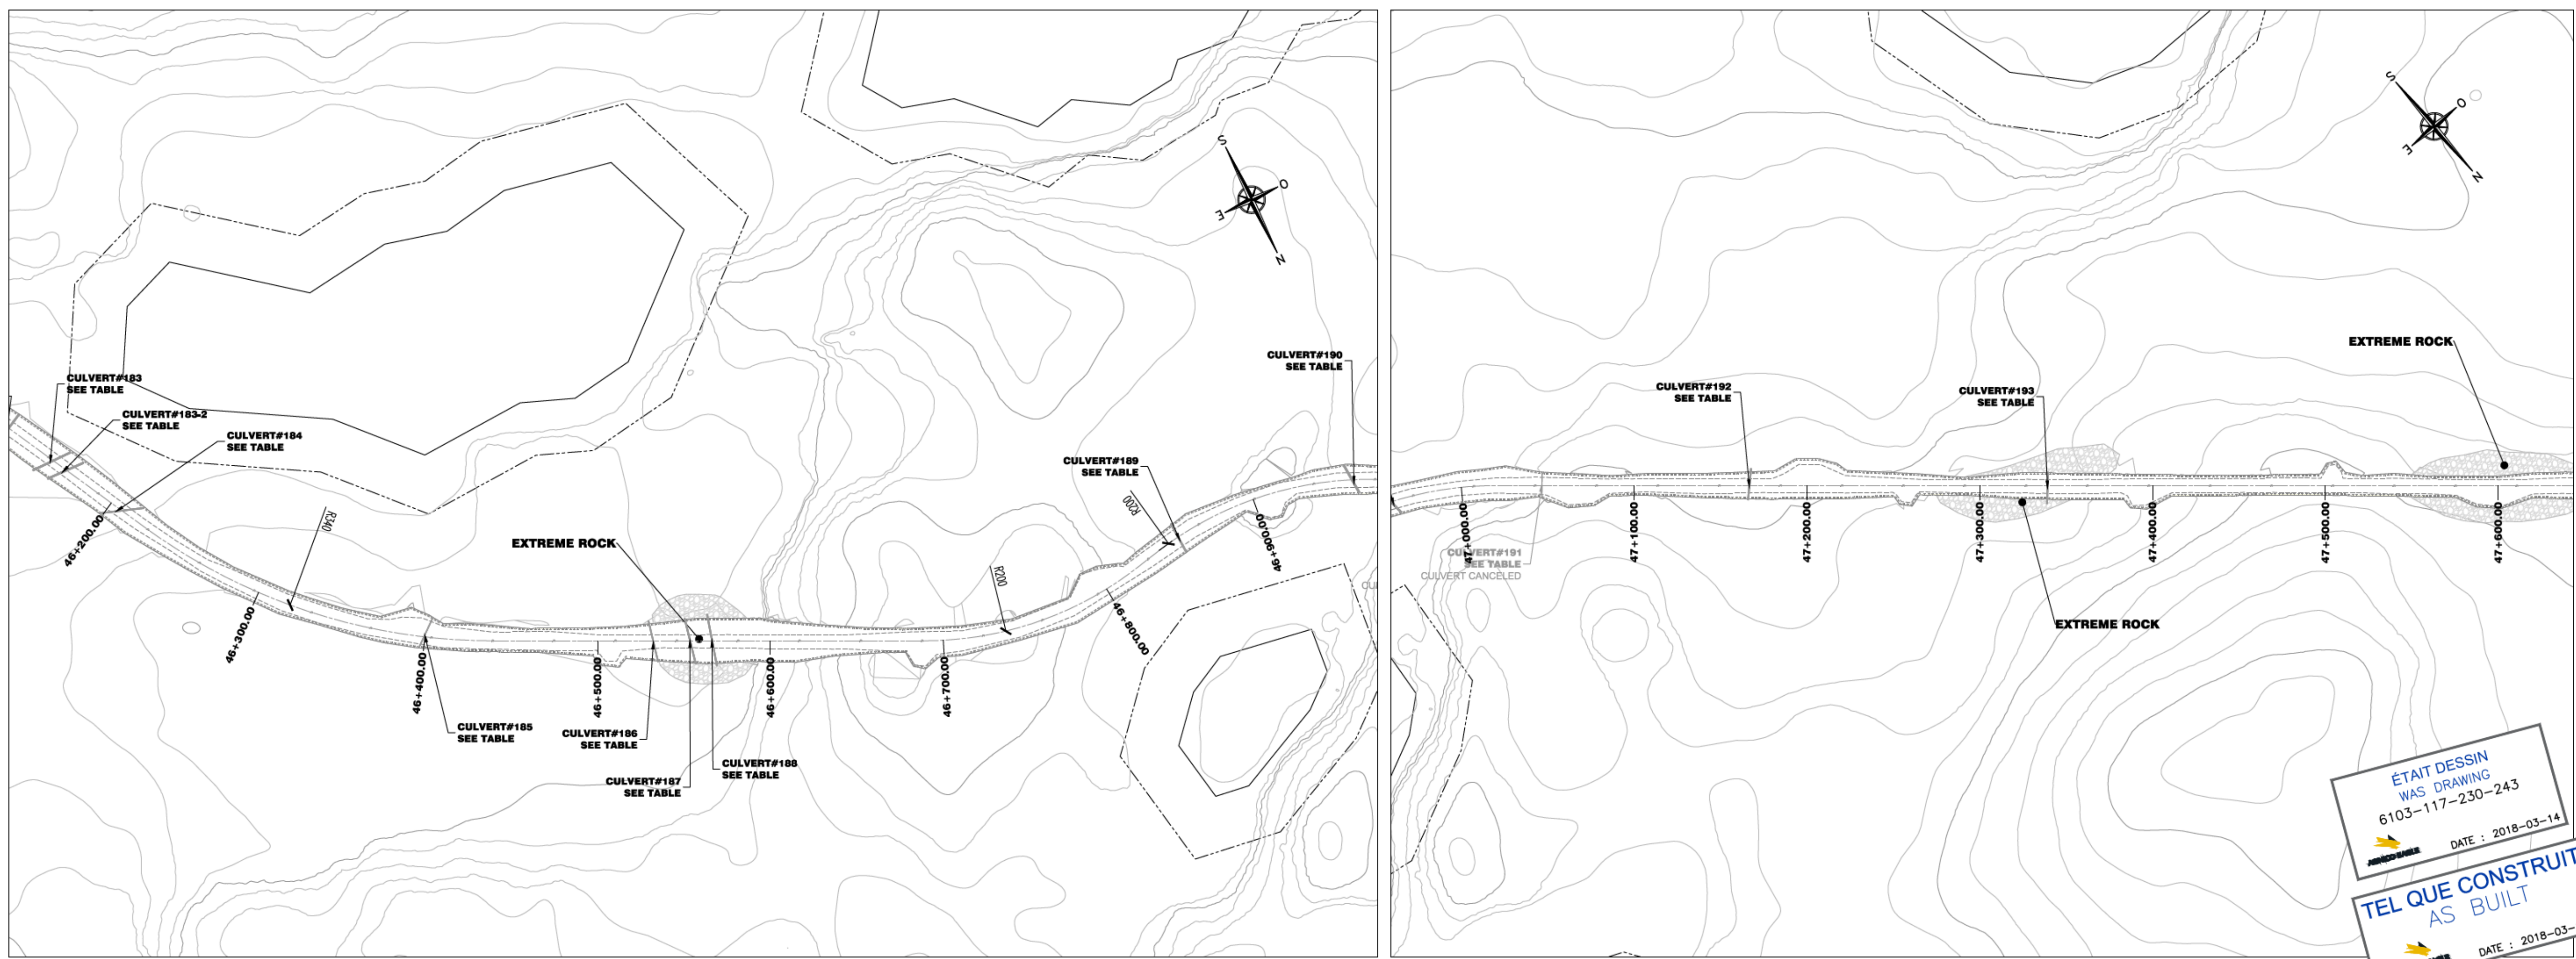 CULVERT#183
SEE TABLE
CULVERT#183-2
SEE TABLE
CULVERT#184
SEE TABLE
46+200.00
46+300.00
R340
46+400.00
CULVERT#185
SEE TABLE
EXTREME ROCK
46+500.00
CULVERT#186
SEE TABLE
CULVERT#187
SEE TABLE
CULVERT#188
SEE TABLE
46+600.00
46+700.00
R200
46+800.00
R200
CULVERT#189
SEE TABLE
46+900.00
CULVERT#190
SEE TABLE
S
O
E
N
CULVERT#191
SEE TABLE
CULVERT CANCELED
47+000.00
47+100.00
CULVERT#192
SEE TABLE
47+200.00
CULVERT#193
SEE TABLE
47+300.00
EXTREME ROCK
47+400.00
47+500.00
EXTREME ROCK
47+600.00
S
O
E
N
ÉTAIT DESSIN
WAS DRAWING
6103-117-230-243
AGNICO EAGLE
DATE : 2018-03-14
TEL QUE CONSTRUIT
AS BUILT
DATE : 2018-03-